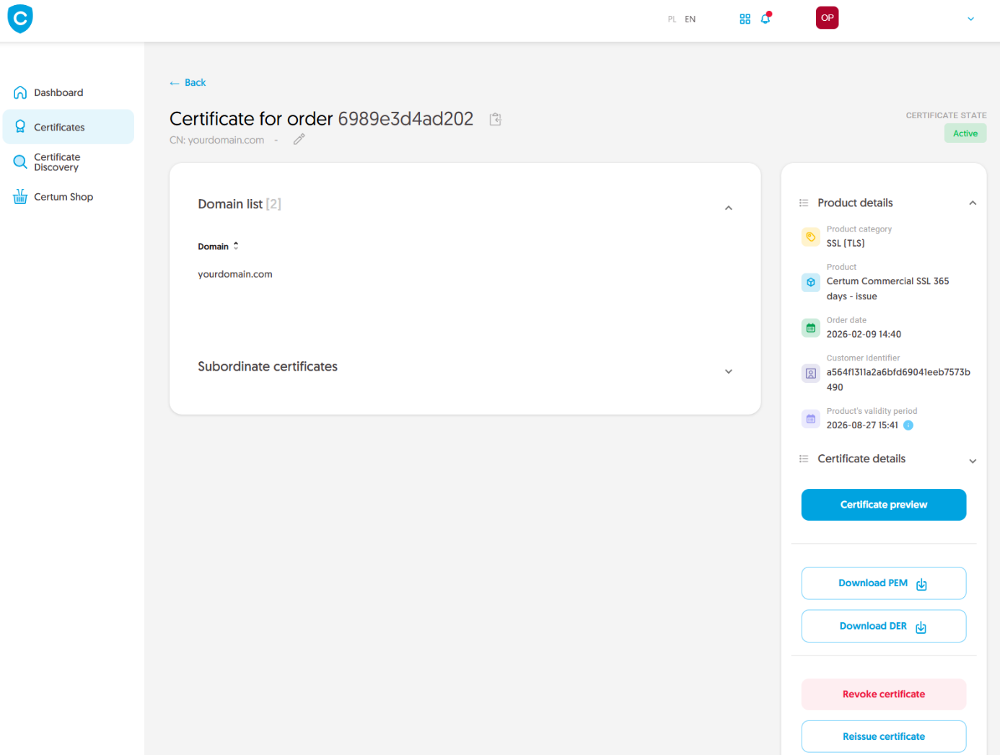 C
PL EN
OP
Dashboard
Certificates
Certificate
Discovery
Certum Shop
← Back
Certificate for order 6989e3d4ad202
CN: yourdomain.com -
CERTIFICATE STATE
Active
Domain list [2]
Domain
yourdomain.com
Subordinate certificates
Product details
Product category
SSL (TLS)
Product
Certum Commercial SSL 365
days - issue
Order date
2026-02-09 14:40
Customer Identifier
a564f1311a2a6bfd69041eeb7573b
490
Product's validity period
2026-08-27 15:41
Certificate details
Certificate preview
Download PEM
Download DER
Revoke certificate
Reissue certificate